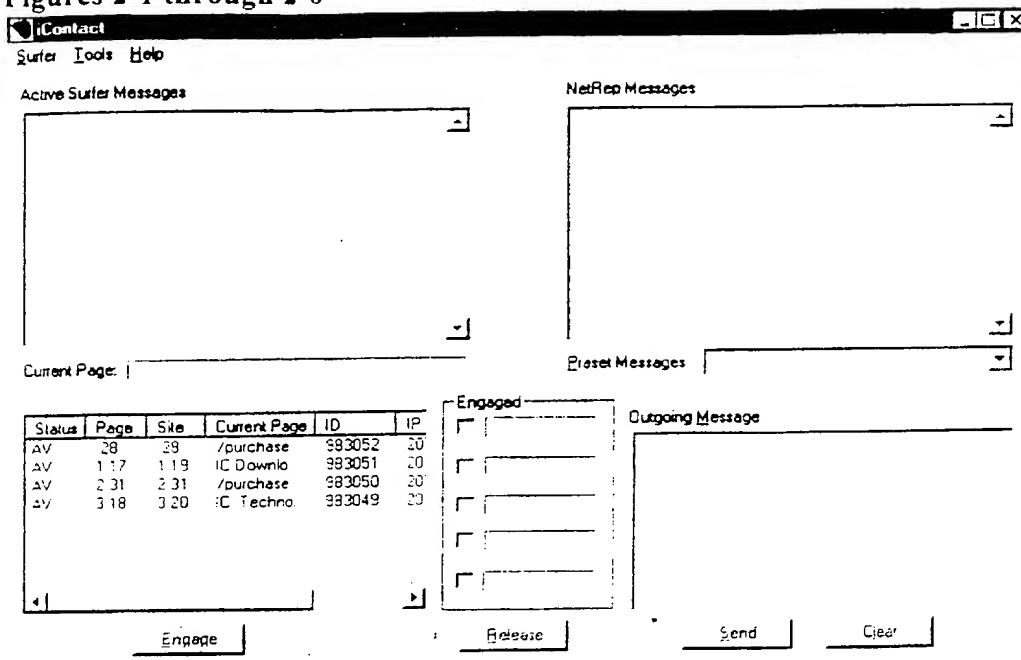 Figures 2-1 through 2-6
iContact
Surfer Tools Help
Active Surfer Messages
NetRep Messages
Current Page:
Preset Messages
Status Page Site Current Page ID IP
AV 28 29 /purchase 983052 20
AV 1 17 1 19 IC Downlo 983051 20
AV 2 31 2 31 /purchase 983050 20
AV 3 18 3 20 IC Techno. 983049 20
Engaged
Outgoing Message
Engage
Release
Send
Clear